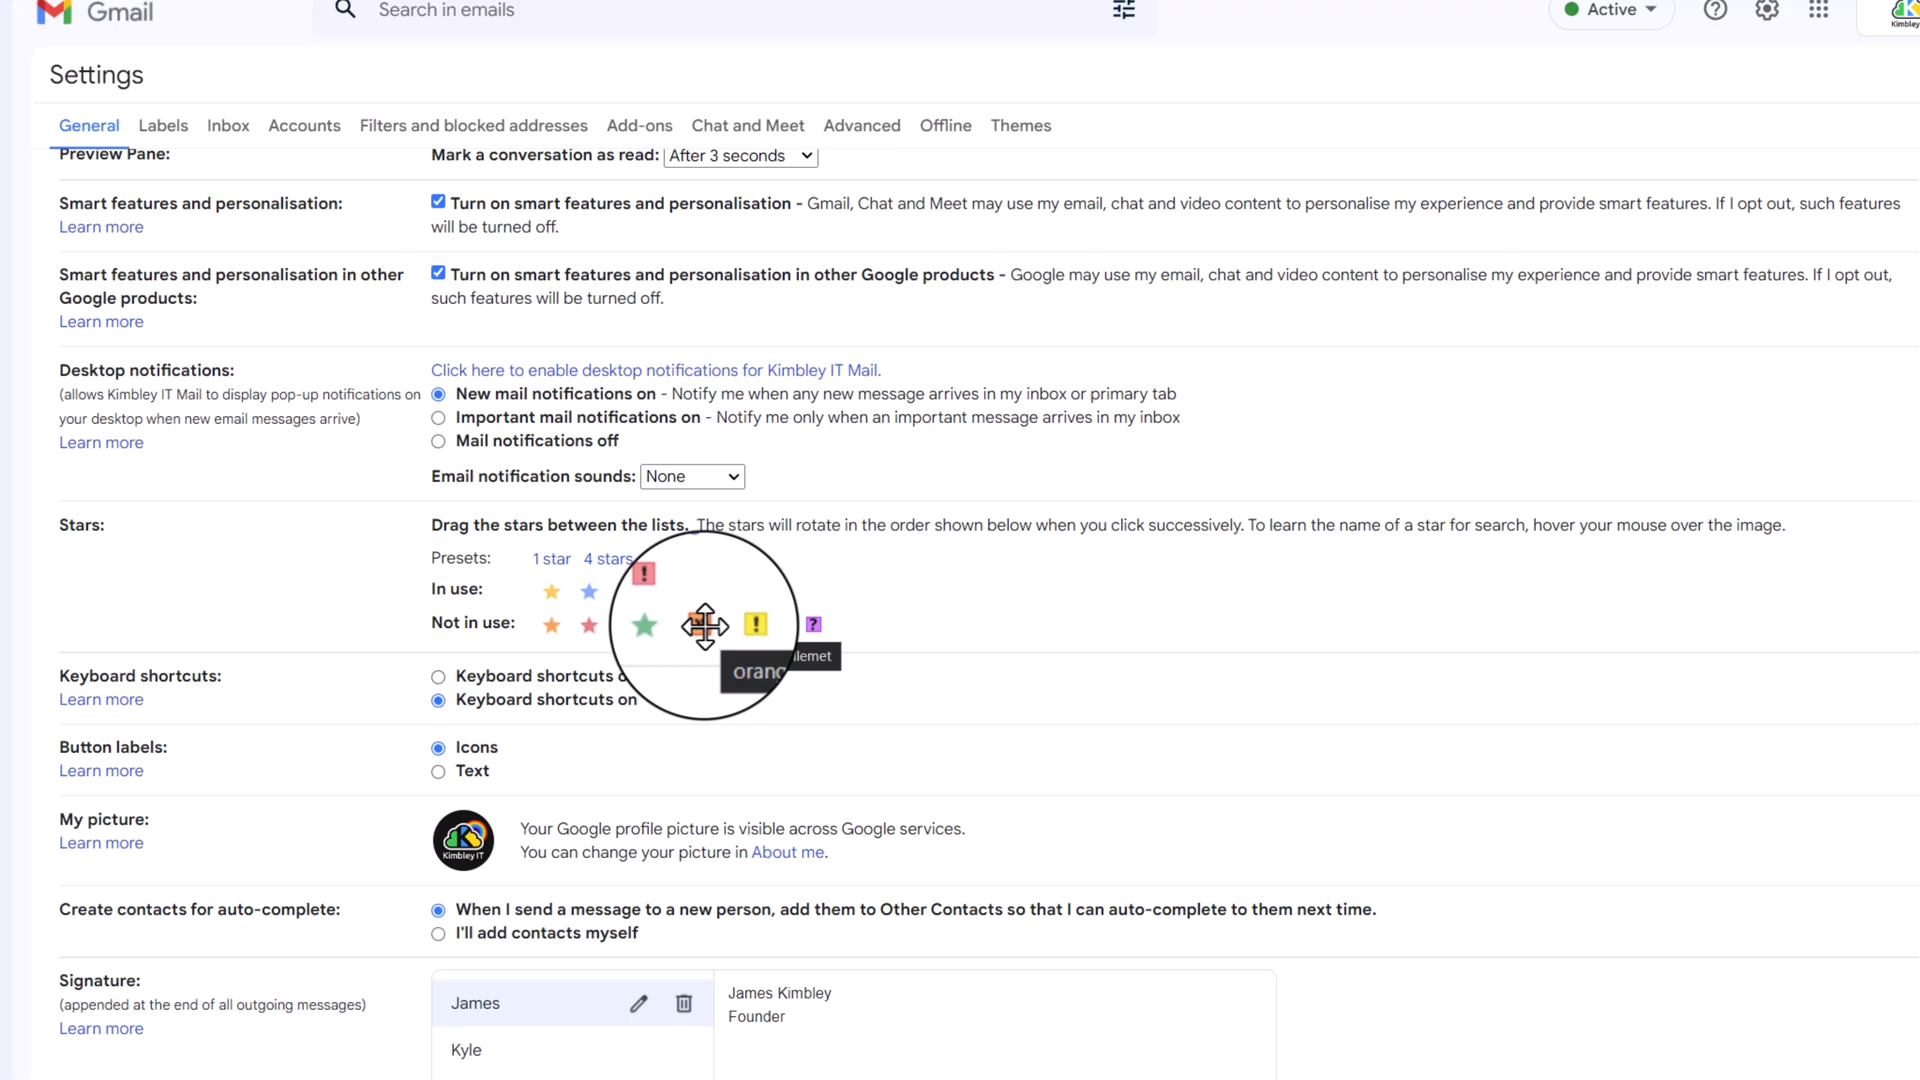 Gmail
Search in emails
Active
Kimbley
Settings
General Labels Inbox Accounts Filters and blocked addresses Add-ons Chat and Meet Advanced Offline Themes
Preview Pane:
Mark a conversation as read: After 3 seconds
Smart features and personalisation:
Learn more
Turn on smart features and personalisation - Gmail, Chat and Meet may use my email, chat and video content to personalise my experience and provide smart features. If I opt out, such features
will be turned off.
Smart features and personalisation in other
Google products:
Learn more
Turn on smart features and personalisation in other Google products - Google may use my email, chat and video content to personalise my experience and provide smart features. If I opt out,
such features will be turned off.
Desktop notifications:
(allows Kimbley IT Mail to display pop-up notifications on
your desktop when new email messages arrive)
Learn more
Click here to enable desktop notifications for Kimbley IT Mail.
New mail notifications on - Notify me when any new message arrives in my inbox or primary tab
Important mail notifications on - Notify me only when an important message arrives in my inbox
Mail notifications off
Email notification sounds: None
Stars:
Drag the stars between the lists. The stars will rotate in the order shown below when you click successively. To learn the name of a star for search, hover your mouse over the image.
Presets: 1 star 4 stars
In use: !
Not in use: ! ?
Keyboard shortcuts:
Learn more
Keyboard shortcuts
Keyboard shortcuts on
Button labels:
Learn more
Icons
Text
My picture:
Learn more
Kimbley IT
Your Google profile picture is visible across Google services.
You can change your picture in About me.
Create contacts for auto-complete:
When I send a message to a new person, add them to Other Contacts so that I can auto-complete to them next time.
I'll add contacts myself
Signature:
(appended at the end of all outgoing messages)
Learn more
James
Kyle
James Kimbley
Founder